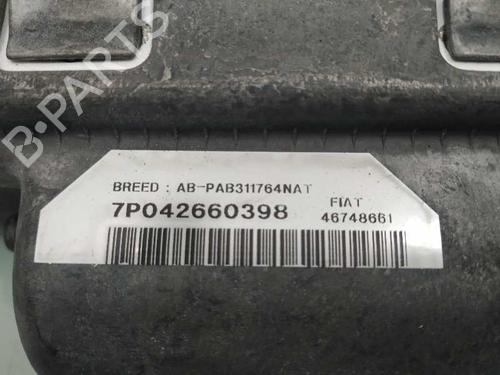 B-PARTS
BREED : AB-PAB311764NAT
7P042660398
FIAT
46748661